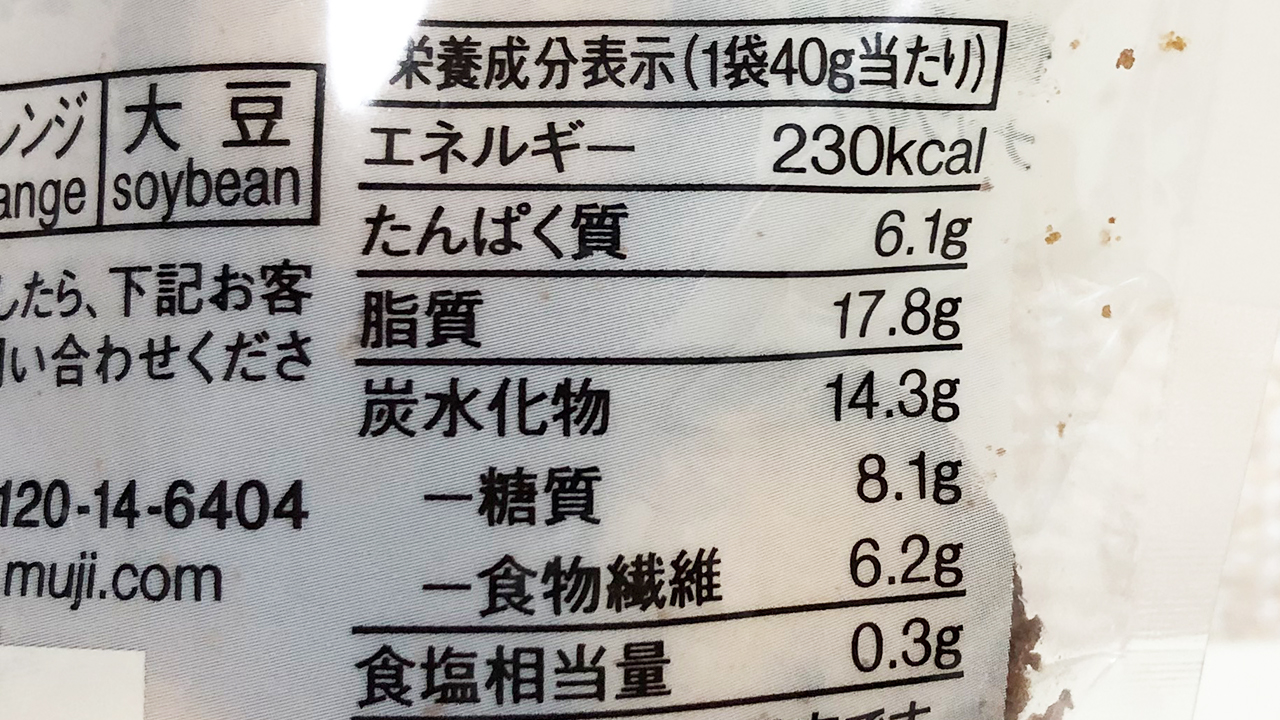 レンジ 大豆
ange soybean
したら、下記お客
い合わせくださ
120-14-6404
muji.com
栄養成分表示(1袋40g当たり)
エネルギー 230kcal
たんぱく質 6.1g
脂質 17.8g
炭水化物 14.3g
－糖質 8.1g
－食物繊維 6.2g
食塩相当量 0.3g
です